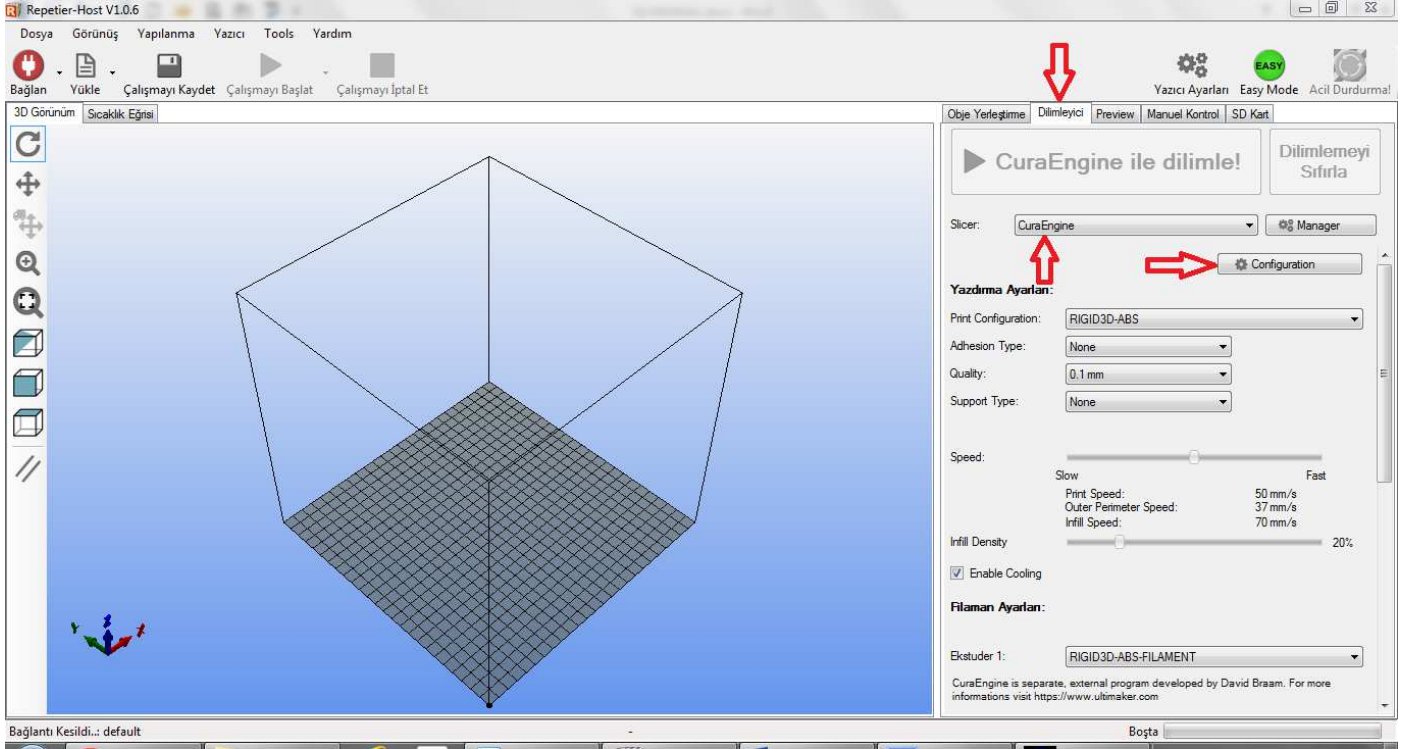 Repetier-Host V1.0.6
Dosya Görünüş Yapılanma Yazıcı Tools Yardım
Bağlan Yükle Çalışmayı Kaydet Çalışmayı Başlat Çalışmayı İptal Et Yazıcı Ayarları EASY Easy Mode Acil Durdurma!
3D Görünüm Sıcaklık Eğrisi
Obje Yerleştirme Dilimleyici Preview Manuel Kontrol SD Kart
CuraEngine ile dilimle!
Dilimlemeyi
Sıfırla
Slicer: CuraEngine Manager
Configuration
Yazdırma Ayarları:
Print Configuration: RIGID3D-ABS
Adhesion Type: None
Quality: 0.1 mm
Support Type: None
Speed:
Slow Fast
Print Speed: 50 mm/s
Outer Perimeter Speed: 37 mm/s
Infill Speed: 70 mm/s
Infill Density 20%
Enable Cooling
Filaman Ayarları:
Ekstuder 1: RIGID3D-ABS-FILAMENT
CuraEngine is separate, external program developed by David Braam. For more
informations visit https://www.ultimaker.com
Bağlantı Kesildi..: default - Boşta